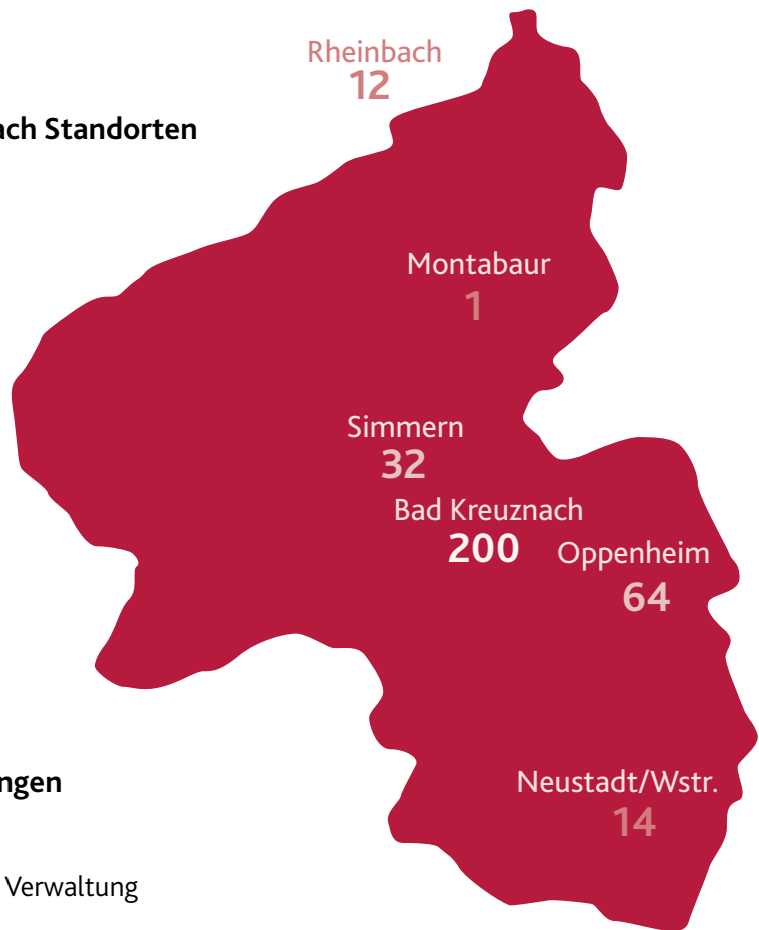 Rheinbach
12
ach Standorten
Montabaur
1
Simmern
32
Bad Kreuznach
200
Oppenheim
64
ngen
Neustadt/Wstr.
14
Verwaltung